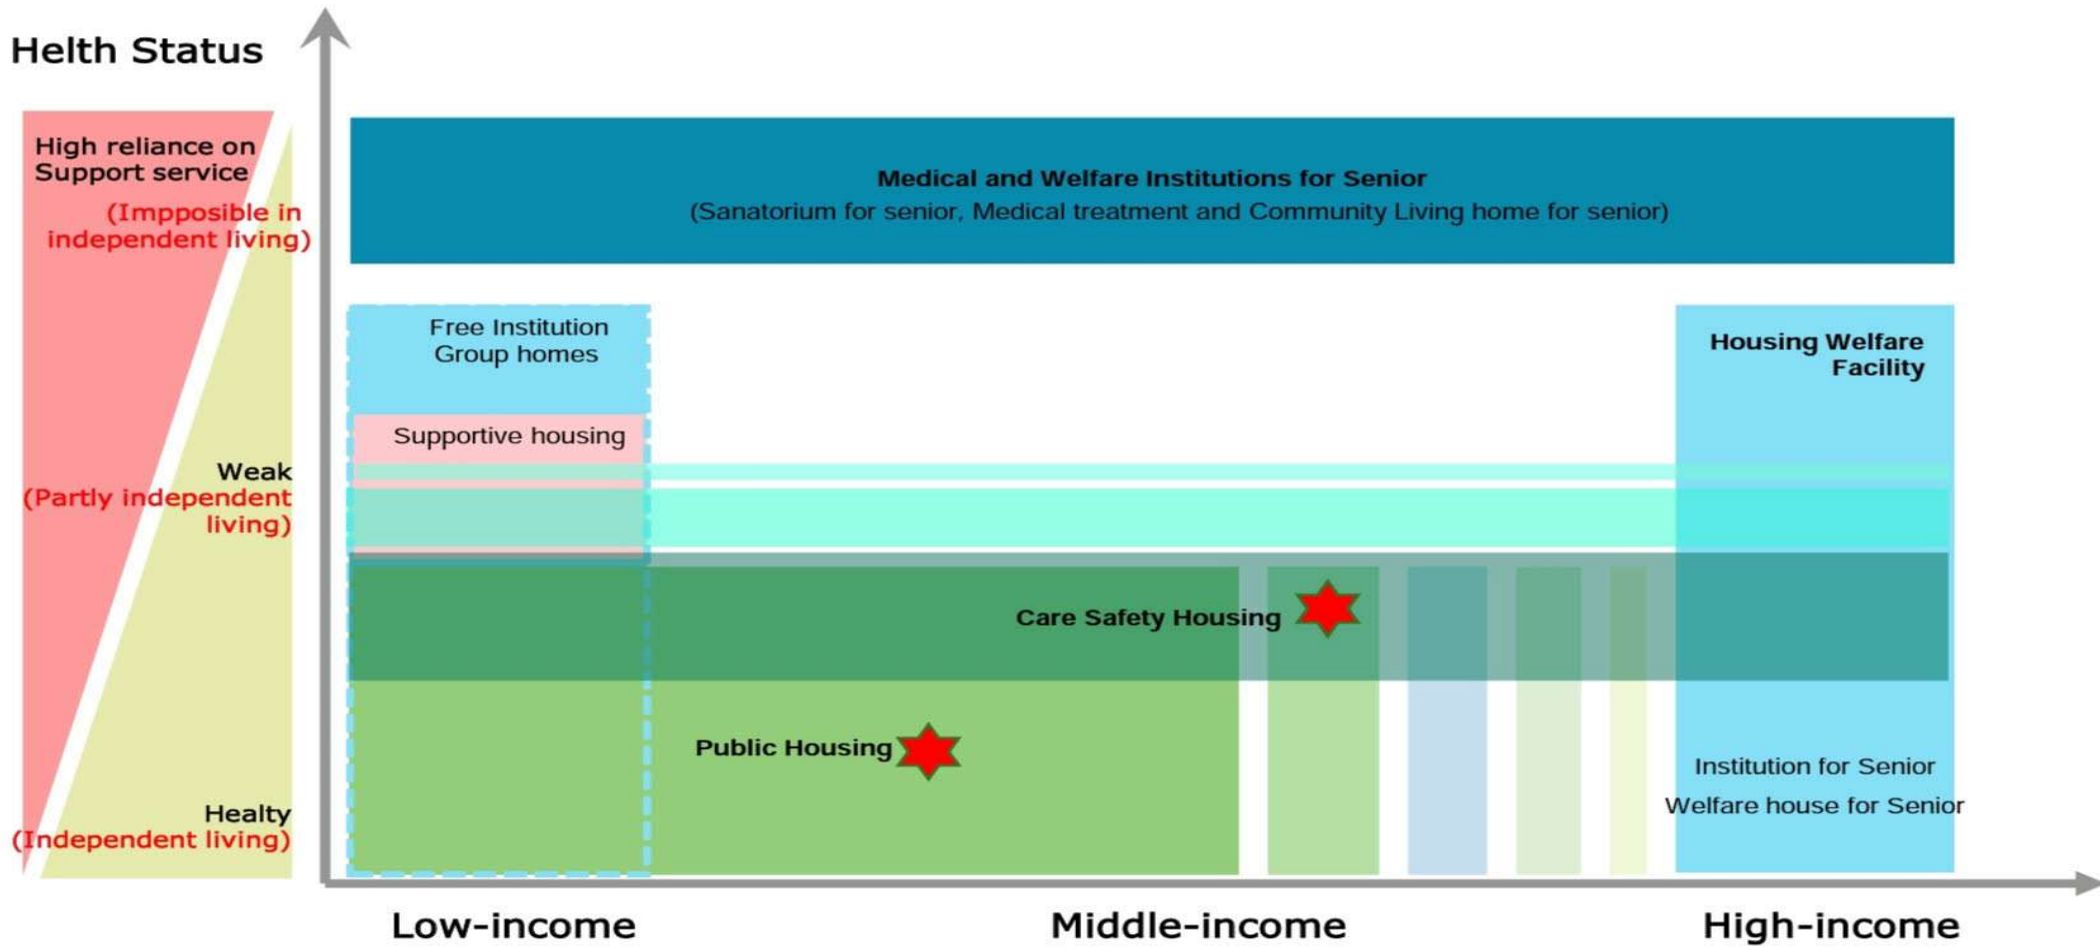 Helth Status
High reliance on
Support service
(Impposible in
independent living)
Medical and Welfare Institutions for Senior
(Sanatorium for senior, Medical treatment and Community Living home for senior)
Free Institution
Group homes
Housing Welfare
Facility
Supportive housing
Weak
(Partly independent
living)
Care Safety Housing
Public Housing
Institution for Senior
Welfare house for Senior
Healty
(Independent living)
Low-income
Middle-income
High-income